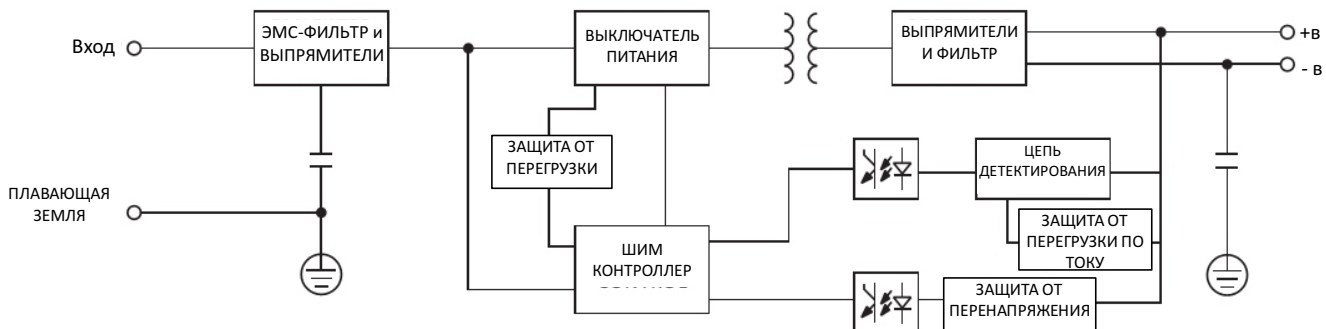 Вход
ЭМС-ФИЛЬТР и
ВЫПРЯМИТЕЛИ
ВЫКЛЮЧАТЕЛЬ
ПИТАНИЯ
ВЫПРЯМИТЕЛИ
И ФИЛЬТР
+в
- в
ЗАЩИТА ОТ
ПЕРЕГРУЗКИ
ЦЕПЬ
ДЕТЕКТИРОВАНИЯ
ПЛАВАЮЩАЯ
ЗЕМЛЯ
ЗАЩИТА ОТ
ПЕРЕГРУЗКИ ПО
ТОКУ
ШИМ
КОНТРОЛЛЕР
ЗАЩИТА ОТ
ПЕРЕНАПРЯЖЕНИЯ